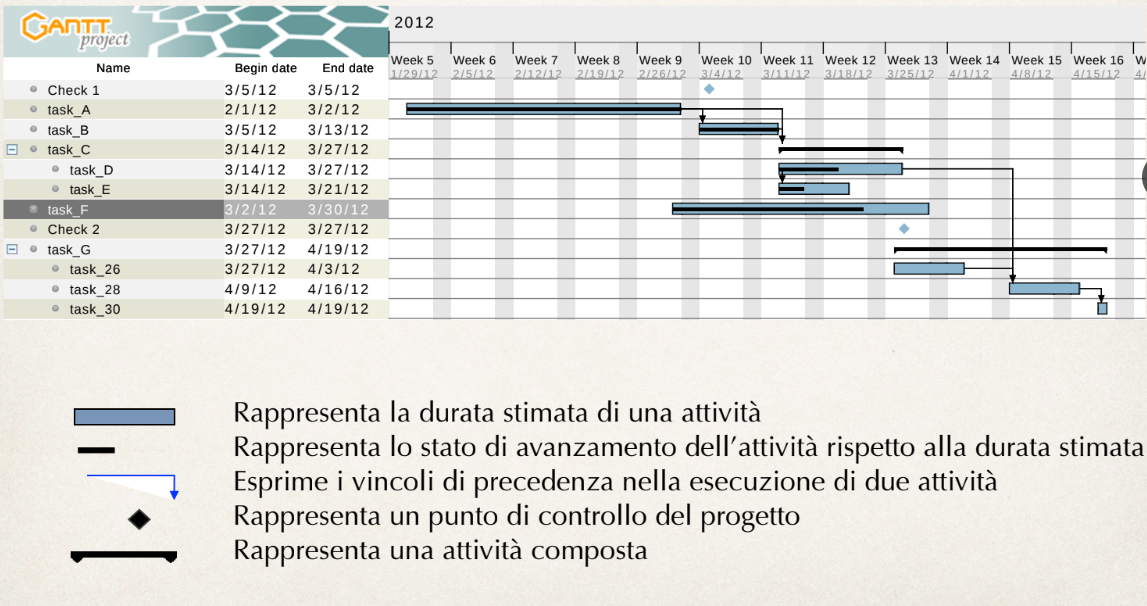 GANTT
project
2012
Week 5 Week 6 Week 7 Week 8 Week 9 Week 10 Week 11 Week 12 Week 13 Week 14 Week 15 Week 16 W
1/29/12 2/5/12 2/12/12 2/19/12 2/26/12 3/4/12 3/11/12 3/18/12 3/25/12 4/1/12 4/8/12 4/15/12 4/
Name Begin date End date
Check 1 3/5/12 3/5/12
task_A 2/1/12 3/2/12
task_B 3/5/12 3/13/12
task_C 3/14/12 3/27/12
task_D 3/14/12 3/27/12
task_E 3/14/12 3/21/12
task_F 3/2/12 3/30/12
Check 2 3/27/12 3/27/12
task_G 3/27/12 4/19/12
task_26 3/27/12 4/3/12
task_28 4/9/12 4/16/12
task_30 4/19/12 4/19/12
Rappresenta la durata stimata di una attività
Rappresenta lo stato di avanzamento dell'attività rispetto alla durata stimata
Esprime i vincoli di precedenza nella esecuzione di due attività
Rappresenta un punto di controllo del progetto
Rappresenta una attività composta